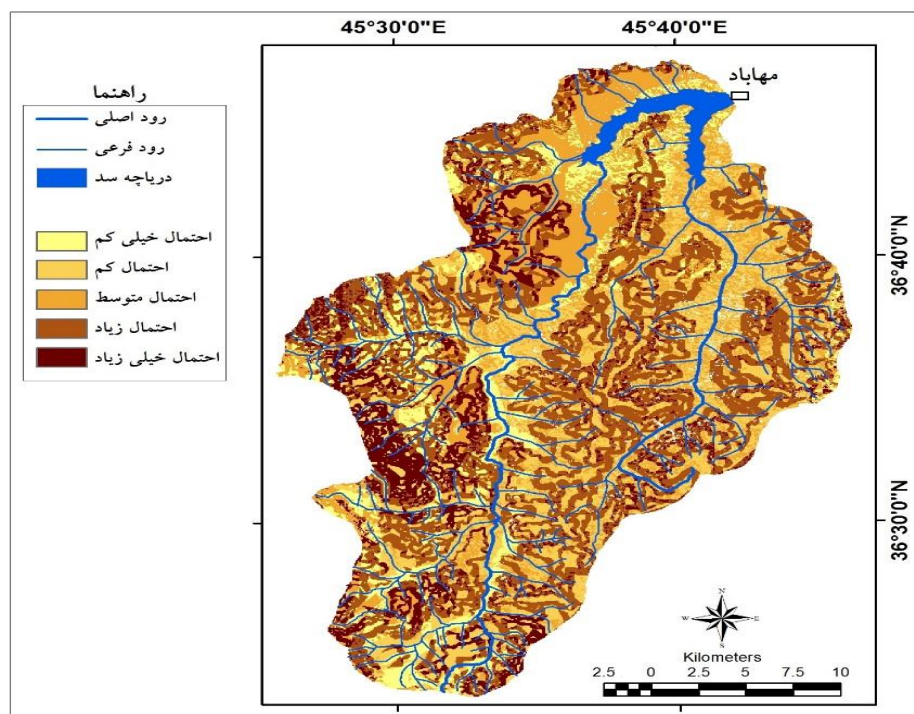 45°30'0"E
45°40'0"E
مهاباد
راهنما
رود اصلی
رود فرعی
دریاچه سد
احتمال خیلی کم
احتمال کم
احتمال متوسط
احتمال زیاد
احتمال خیلی زیاد
36°40'0"N
36°30'0"N
N
W
E
S
Kilometers
2.5 0 2.5 5 7.5 10